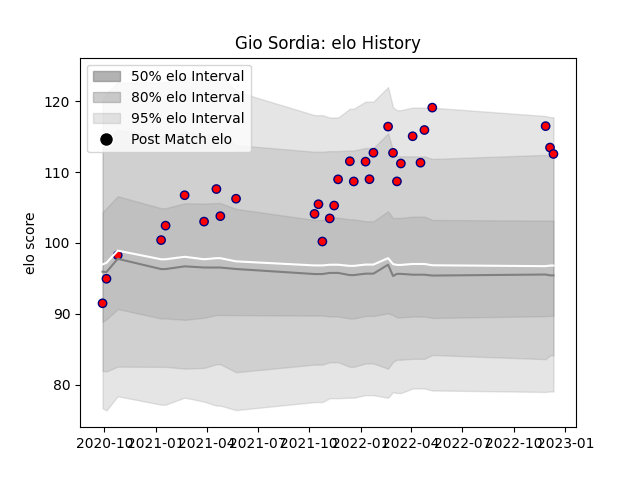 Gio Sordia: elo History
50% elo Interval
80% elo Interval
95% elo Interval
Post Match elo
elo score
120
110
100
90
80
2020-10 2021-01 2021-04 2021-07 2021-10 2022-01 2022-04 2022-07 2022-10 2023-01